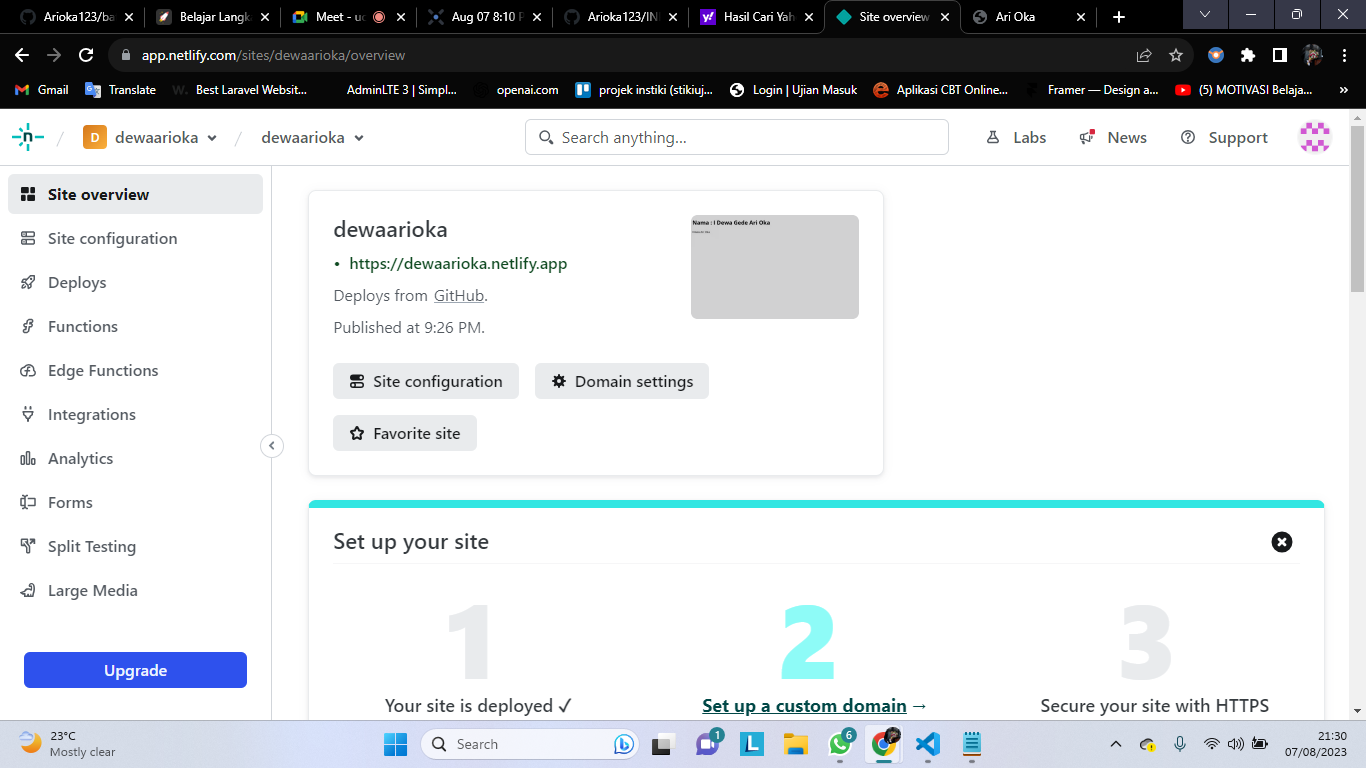 Arioka123/ba
Belajar Langka
Meet - uc
Aug 07 8:10 P
Arioka123/IN
Hasil Cari Yah
Site overview
Ari Oka
app.netlify.com/sites/dewaarioka/overview
Gmail
Translate
Best Laravel Websit...
AdminLTE 3 | Simpl...
openai.com
projek instiki (stikiuj...
Login | Ujian Masuk
Aplikasi CBT Online...
Framer — Design a...
(5) MOTIVASI Belaja...
»
n / D dewaarioka / dewaarioka
Search anything...
Labs
News
Support
Site overview
Site configuration
Deploys
Functions
Edge Functions
Integrations
Analytics
Forms
Split Testing
Large Media
Upgrade
dewaarioka
• https://dewaarioka.netlify.app
Deploys from GitHub.
Published at 9:26 PM.
Nama : I Dewa Gede Ari Oka
Site configuration
Domain settings
Favorite site
Set up your site
1
Your site is deployed ✓
2
Set up a custom domain →
3
Secure your site with HTTPS
23°C
Mostly clear
Search
1
L
6
21:30
07/08/2023